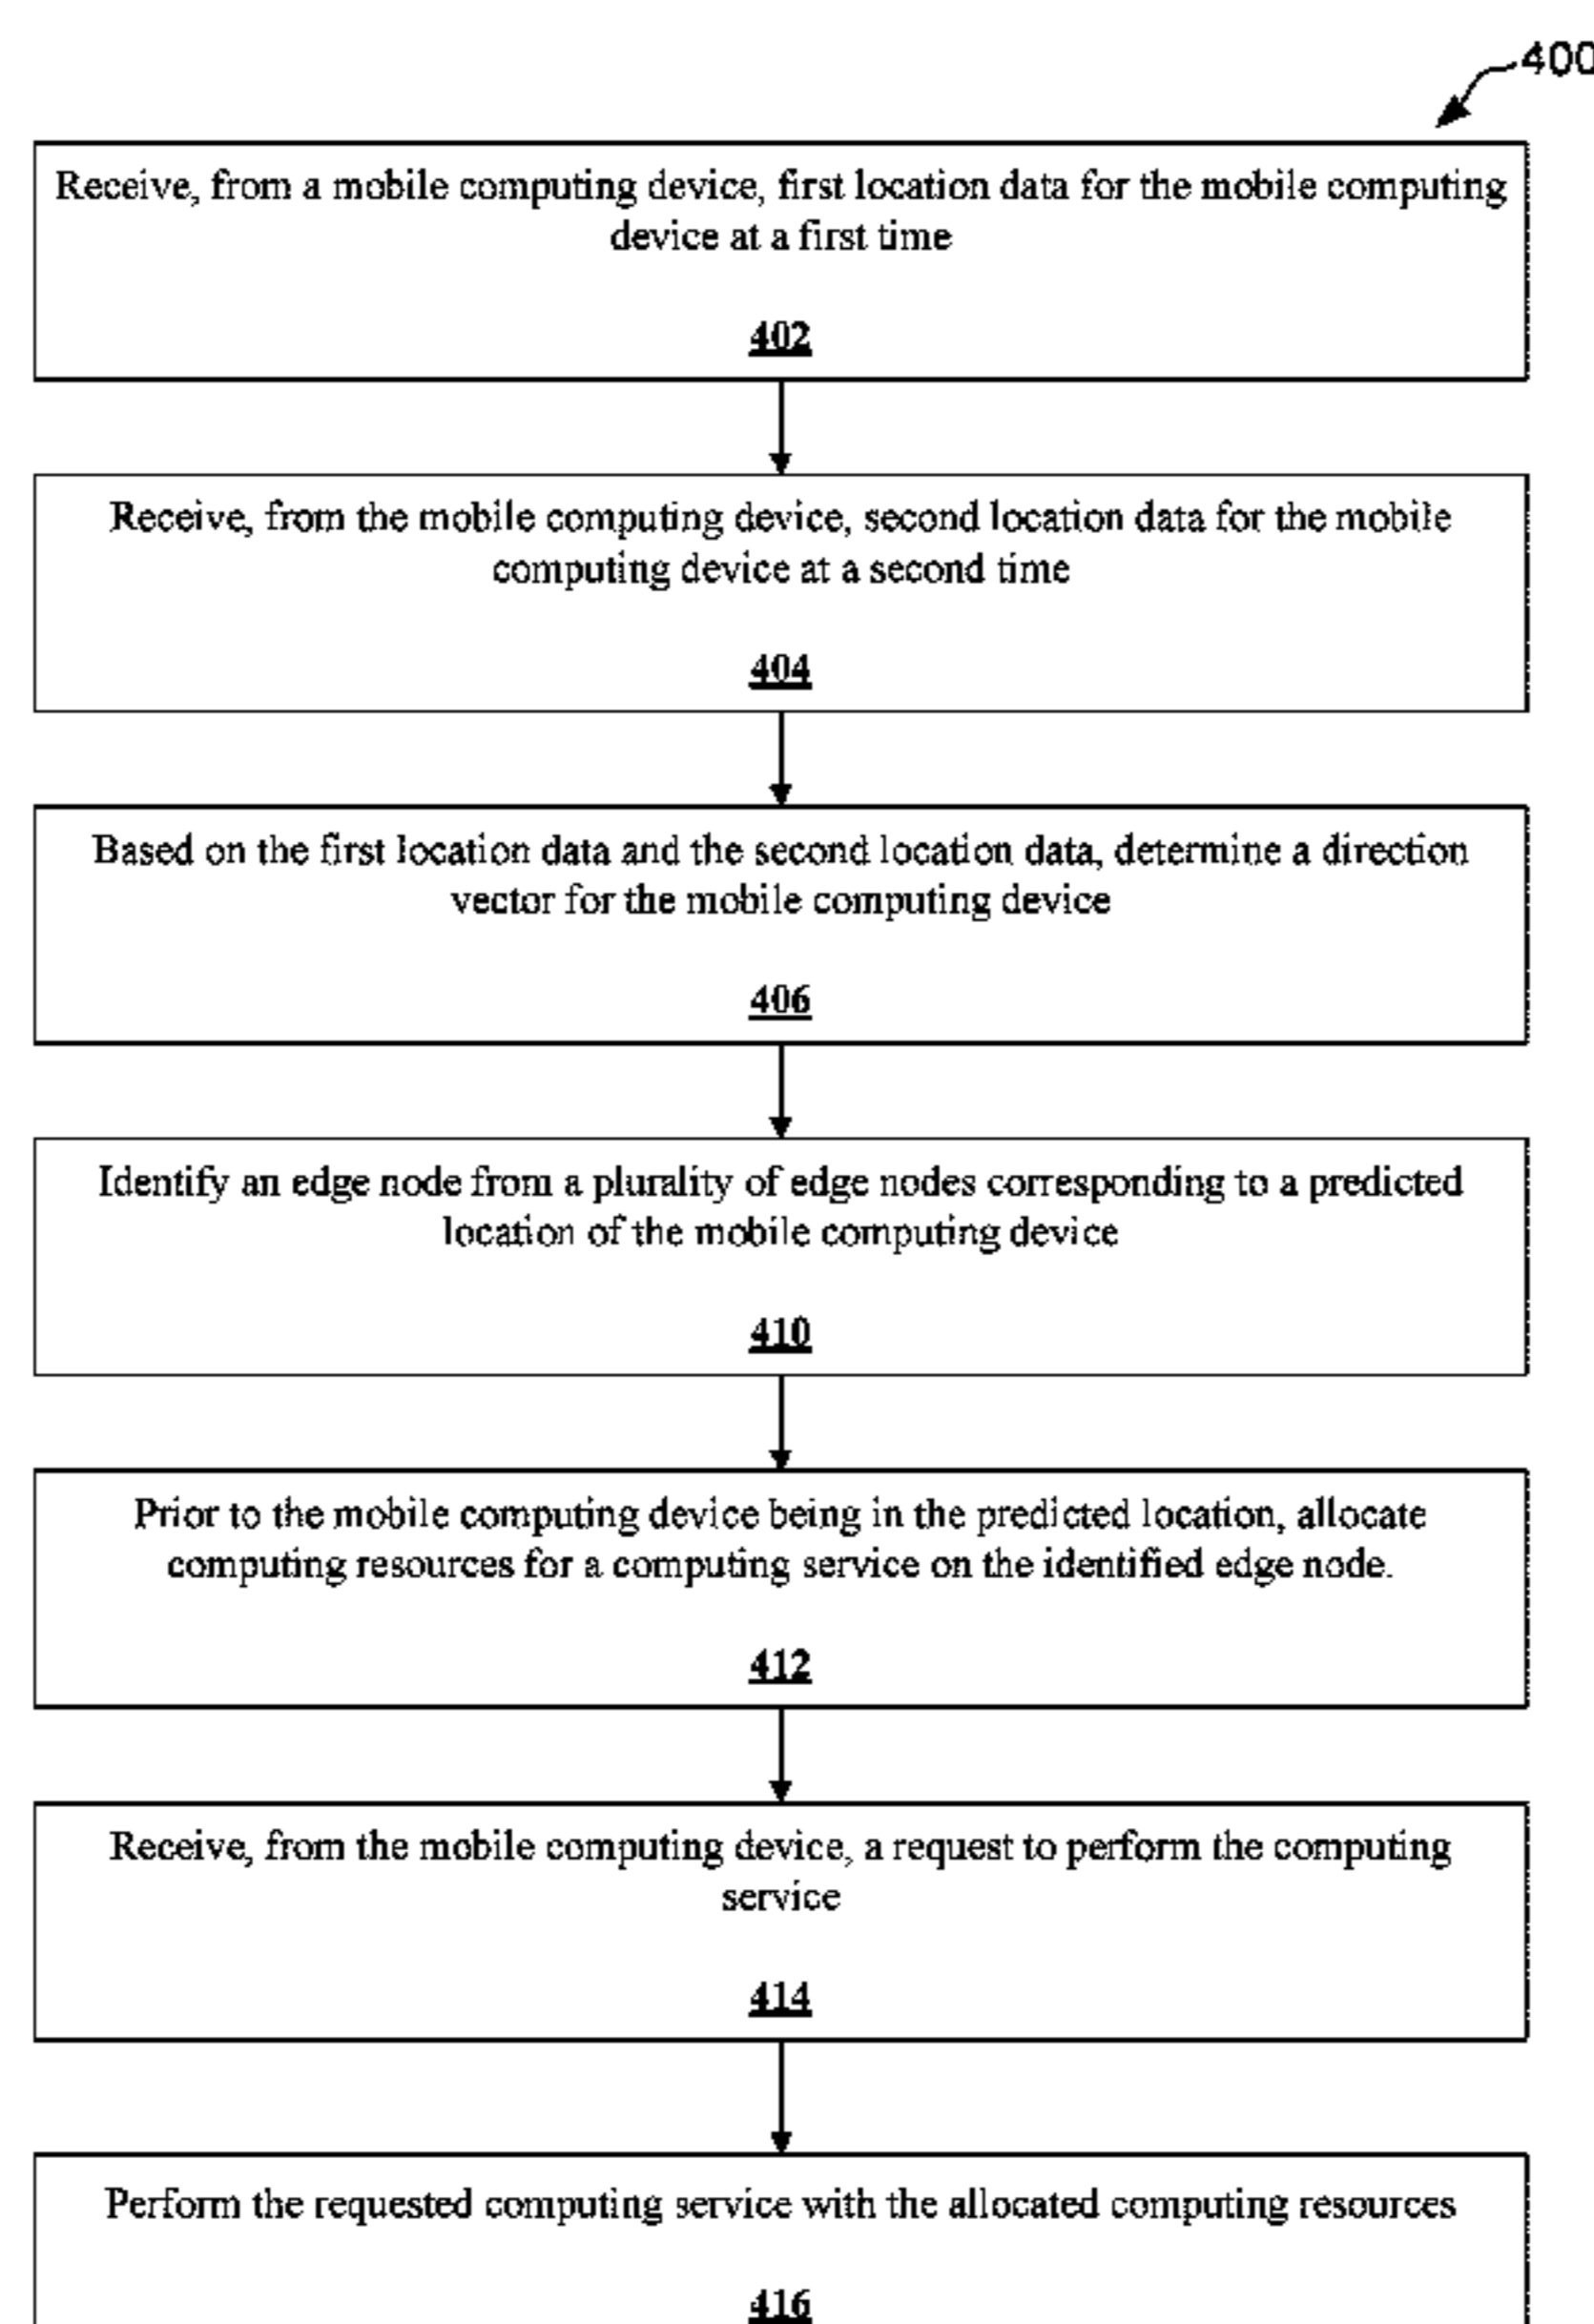 400
Receive, from a mobile computing device, first location data for the mobile computing
device at a first time
402
Receive, from the mobile computing device, second location data for the mobile
computing device at a second time
404
Based on the first location data and the second location data, determine a direction
vector for the mobile computing device
406
Identify an edge node from a plurality of edge nodes corresponding to a predicted
location of the mobile computing device
410
Prior to the mobile computing device being in the predicted location, allocate
computing resources for a computing service on the identified edge node.
412
Receive, from the mobile computing device, a request to perform the computing
service
414
Perform the requested computing service with the allocated computing resources
416